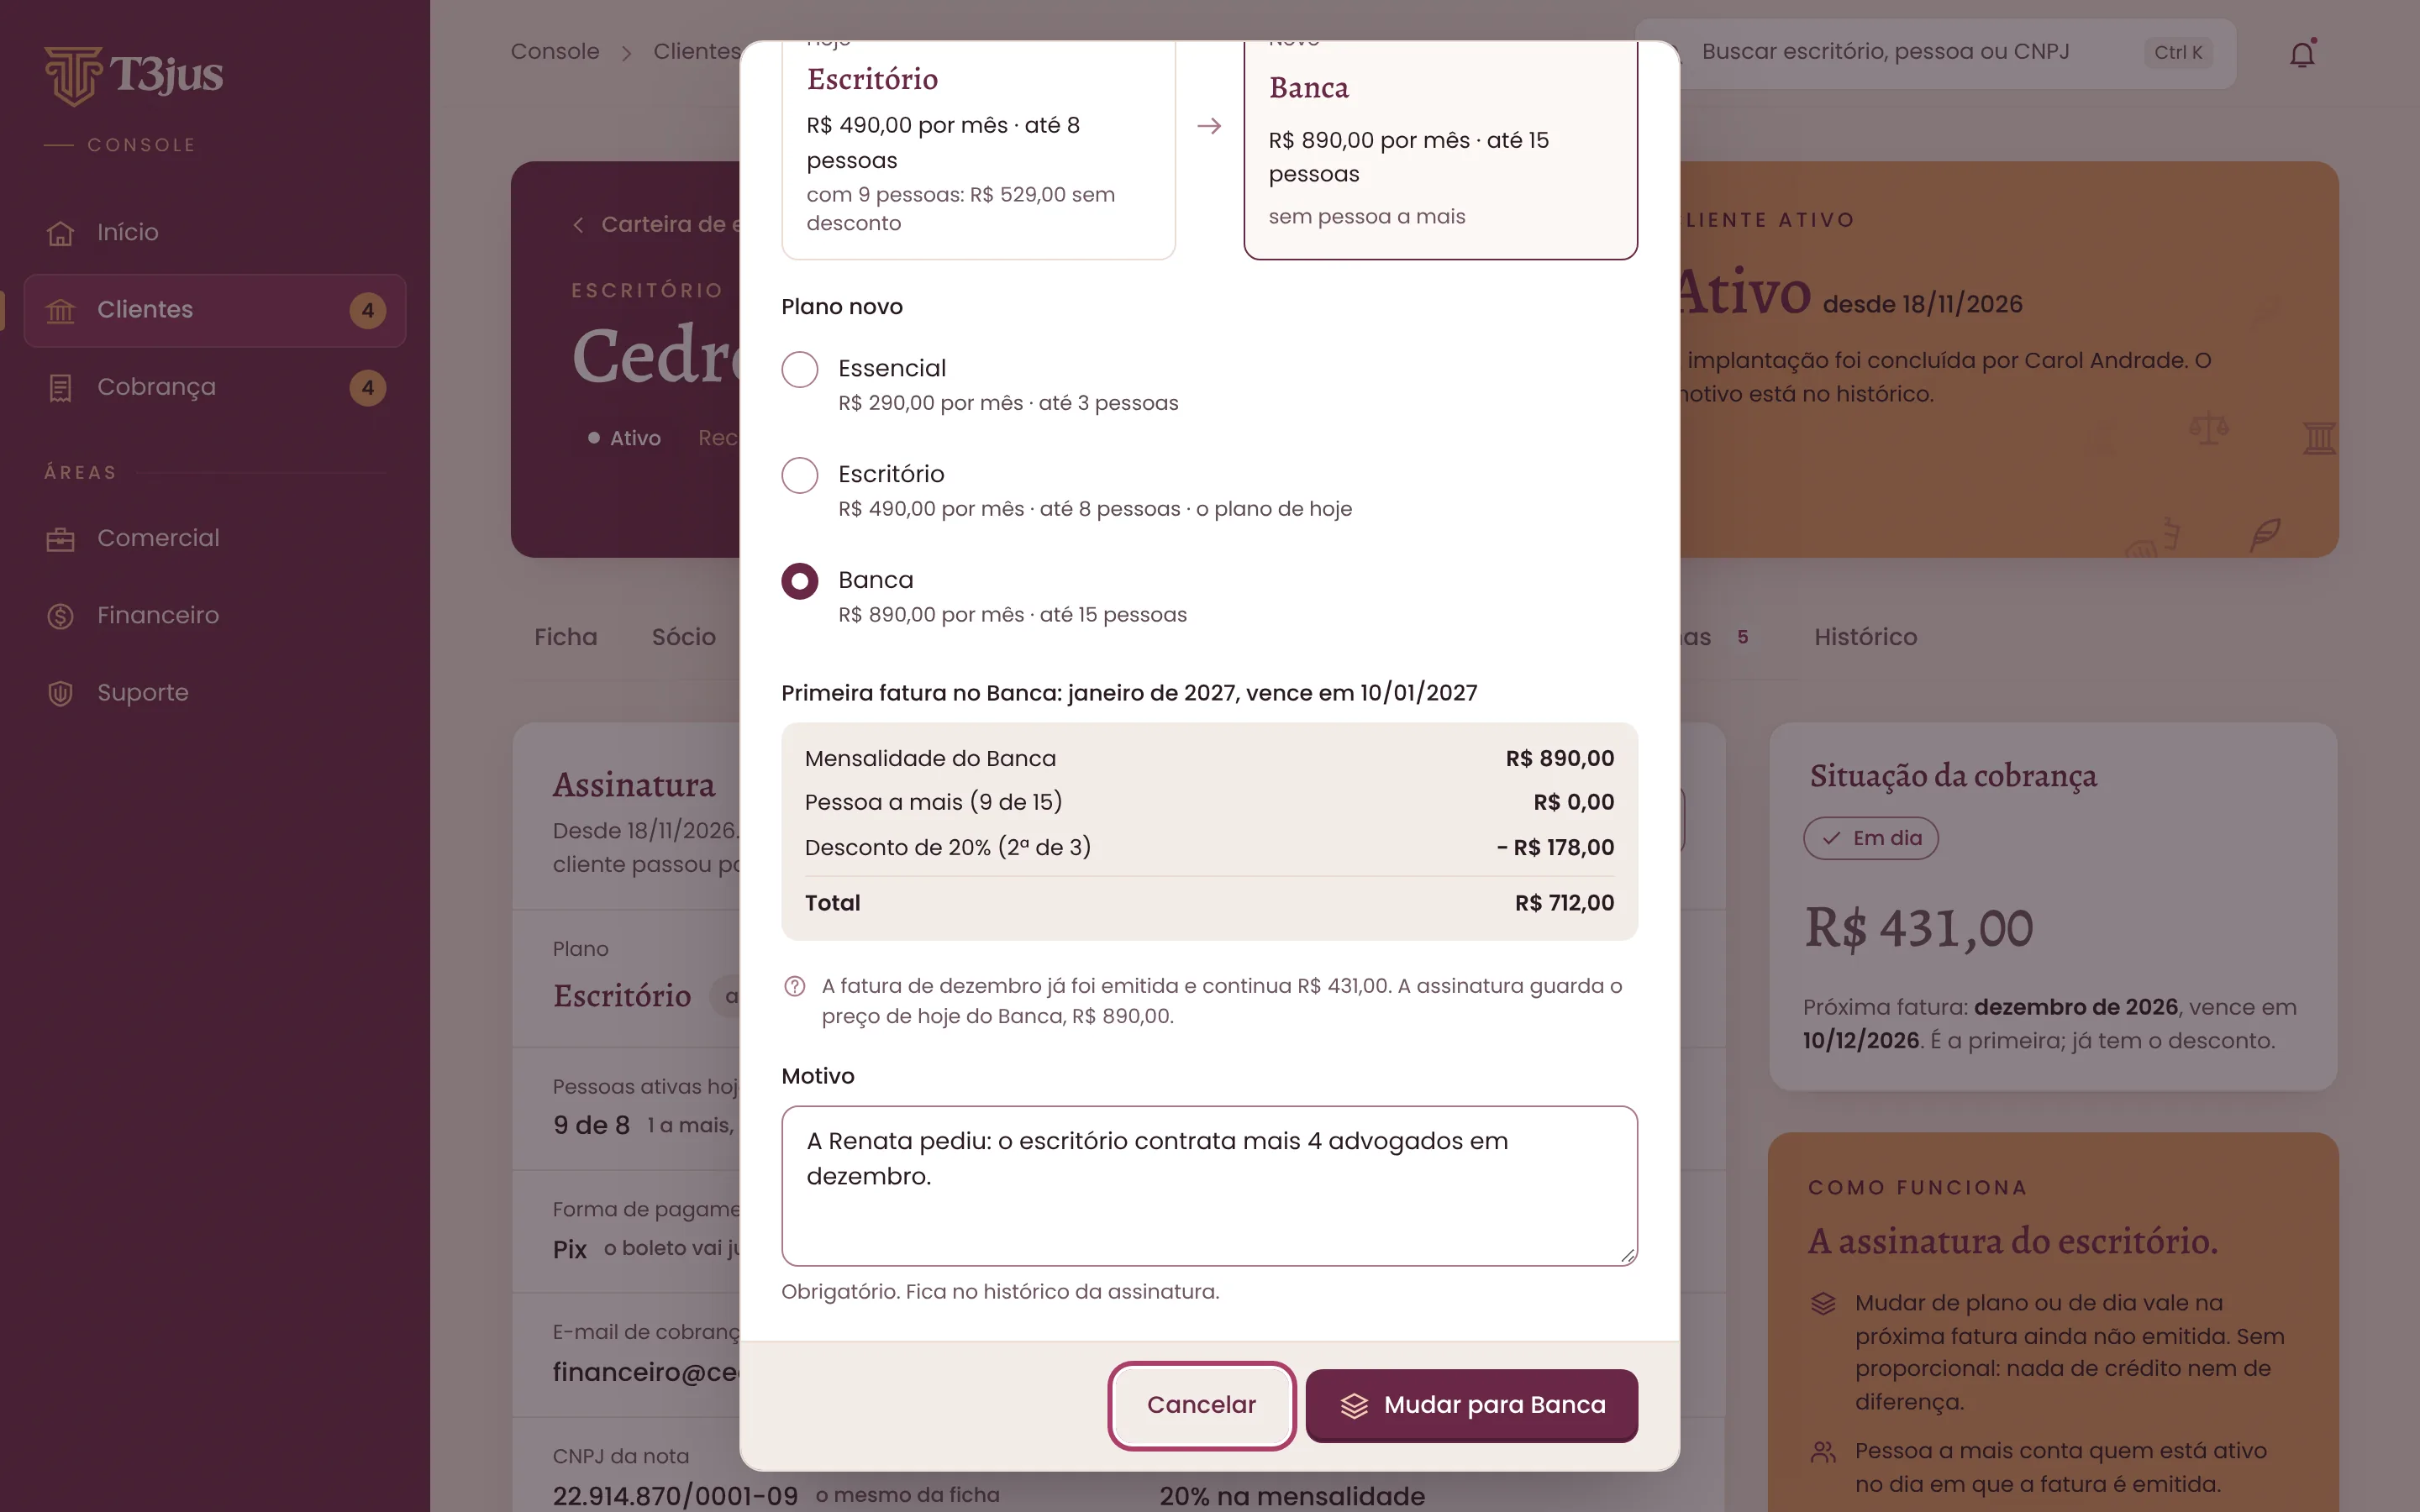 T3jus
CONSOLE
Início
Clientes 4
Cobrança 4
ÁREAS
Comercial
Financeiro
Suporte
Console > Clientes
Buscar escritório, pessoa ou CNPJ Ctrl K
Carteira de
ESCRITÓRIO
Ativo
CLIENTE ATIVO
Ativo desde 18/11/2026
implantação foi concluída por Carol Andrade. O
motivo está no histórico.
Ficha Sócio 5 Histórico
Assinatura
Desde 18/11/2026.
cliente passou
Plano
Escritório
Pessoas ativas
9 de 8 1 a mais,
Forma de
Pix o boleto vai
E-mail de
CNPJ da nota
22.914.870/0001-09 o mesmo da ficha
20% na mensalidade
Escritório
R$ 490,00 por mês · até 8
pessoas
com 9 pessoas: R$ 529,00 sem
desconto
Banca
R$ 890,00 por mês · até 15
pessoas
sem pessoa a mais
Plano novo
Essencial
R$ 290,00 por mês · até 3 pessoas
Escritório
R$ 490,00 por mês · até 8 pessoas · o plano de hoje
Banca
R$ 890,00 por mês · até 15 pessoas
Primeira fatura no Banca: janeiro de 2027, vence em 10/01/2027
Mensalidade do Banca R$ 890,00
Pessoa a mais (9 de 15) R$ 0,00
Desconto de 20% (2ª de 3) - R$ 178,00
Total R$ 712,00
A fatura de dezembro já foi emitida e continua R$ 431,00. A assinatura guarda o
preço de hoje do Banca, R$ 890,00.
Motivo
A Renata pediu: o escritório contrata mais 4 advogados em
dezembro.
Obrigatório. Fica no histórico da assinatura.
Cancelar
Mudar para Banca
Situação da cobrança
Em dia
R$ 431,00
Próxima fatura: dezembro de 2026, vence em
10/12/2026. É a primeira; já tem o desconto.
COMO FUNCIONA
A assinatura do escritório.
Mudar de plano ou de dia vale na
próxima fatura ainda não emitida. Sem
proporcional: nada de crédito nem de
diferença.
Pessoa a mais conta quem está ativo
no dia em que a fatura é emitida.